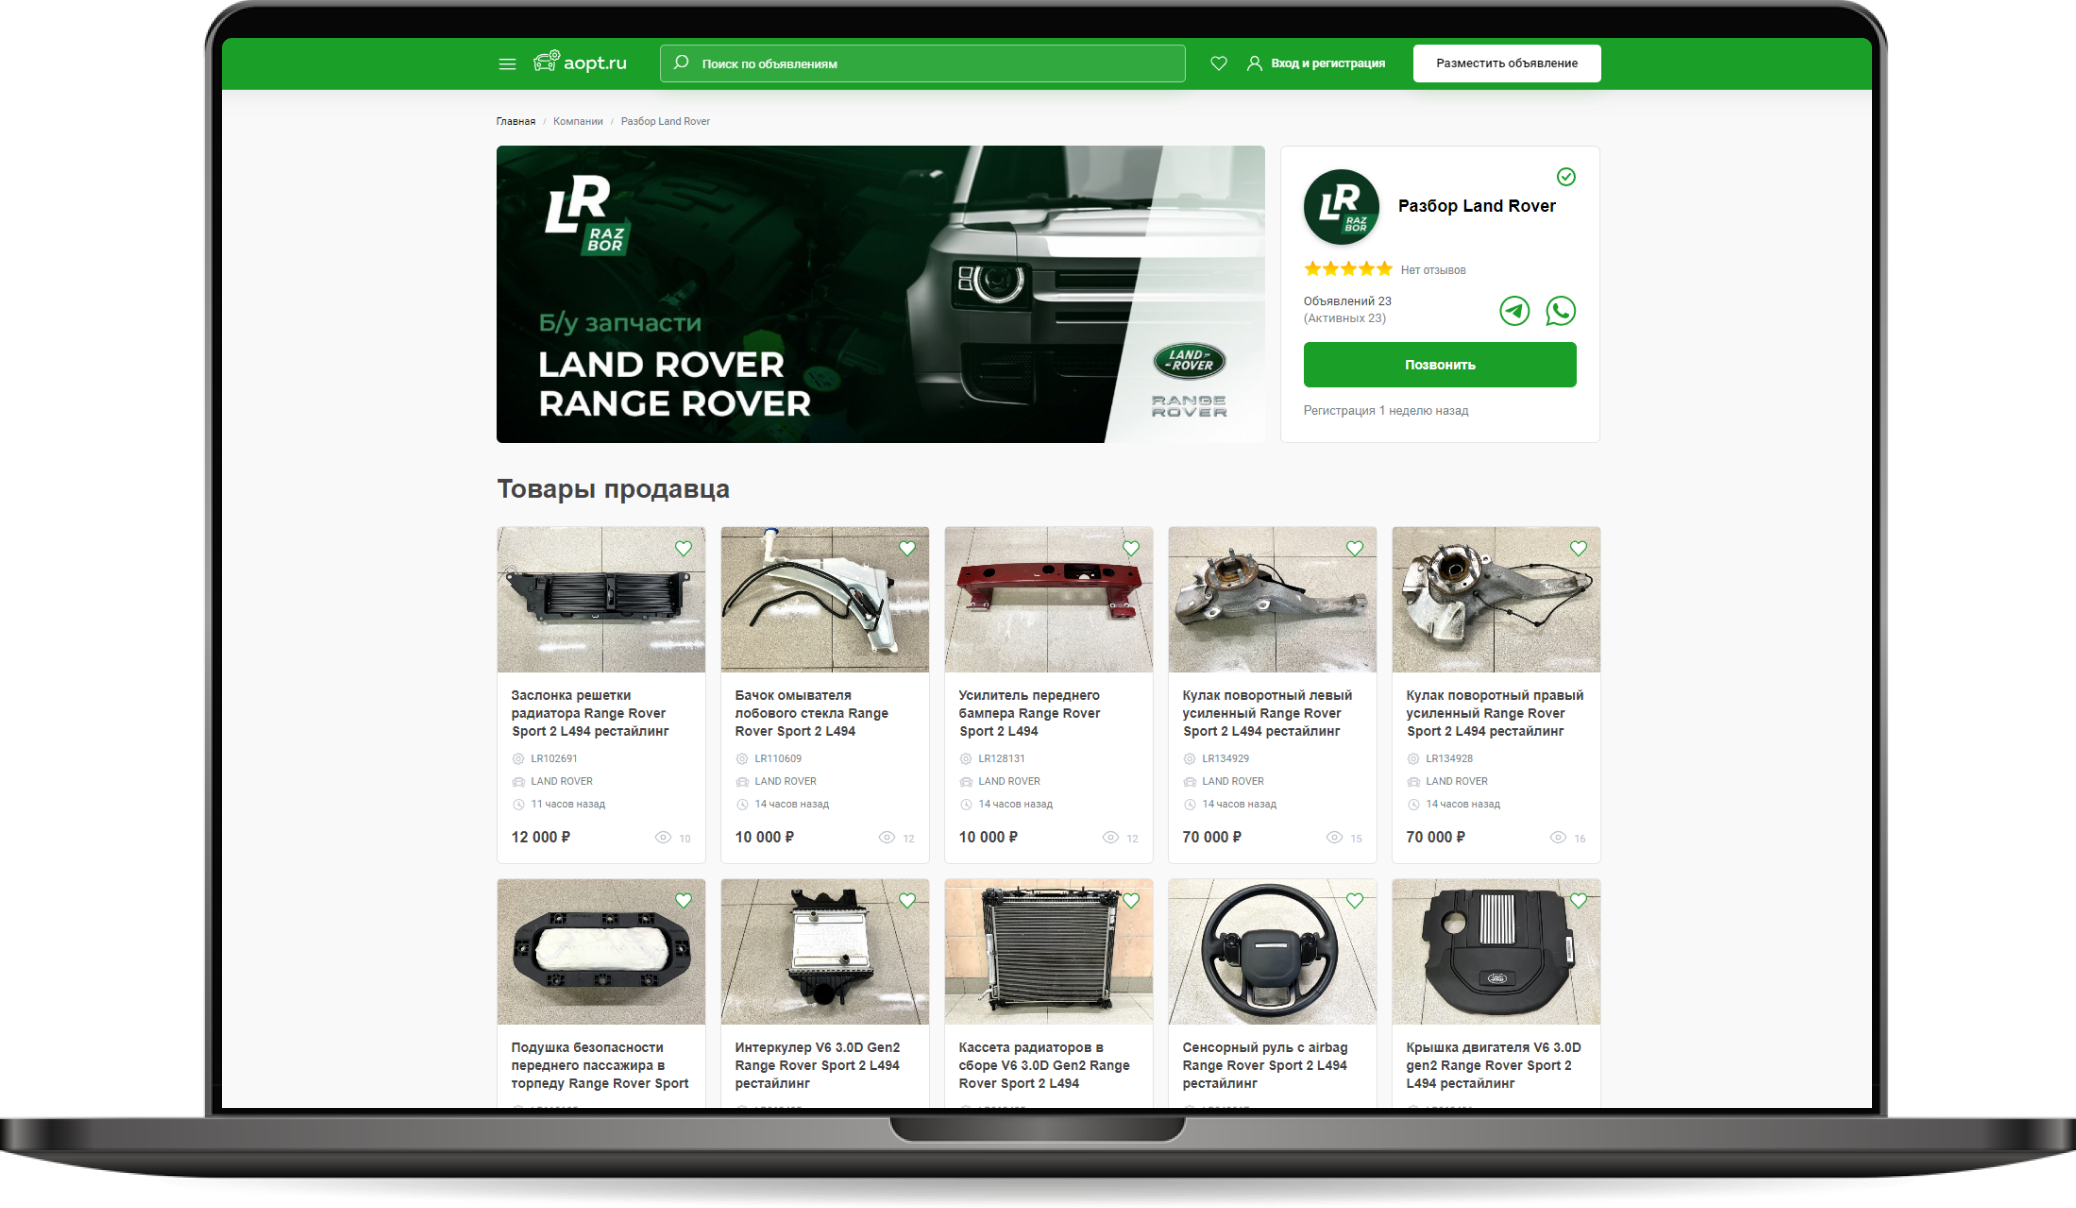 aopt.ru
Поиск по объявлениям
Вход и регистрация
Разместить объявление
Главная / Компании / Разбор Land Rover
LR
RAZ
BOR
Б/у запчасти
LAND ROVER
RANGE ROVER
LAND-
-ROVER
RANGE
ROVER
LR
RAZ
BOR
Разбор Land Rover
Нет отзывов
Объявлений 23
(Активных 23)
Позвонить
Регистрация 1 неделю назад
Товары продавца
Заслонка решетки
радиатора Range Rover
Sport 2 L494 рестайлинг
LR102691
LAND ROVER
11 часов назад
12 000 ₽
10
Бачок омывателя
лобового стекла Range
Rover Sport 2 L494
LR110609
LAND ROVER
14 часов назад
10 000 ₽
12
Усилитель переднего
бампера Range Rover
Sport 2 L494
LR128131
LAND ROVER
14 часов назад
10 000 ₽
12
Кулак поворотный левый
усиленный Range Rover
Sport 2 L494 рестайлинг
LR134929
LAND ROVER
14 часов назад
70 000 ₽
15
Кулак поворотный правый
усиленный Range Rover
Sport 2 L494 рестайлинг
LR134928
LAND ROVER
14 часов назад
70 000 ₽
16
Подушка безопасности
переднего пассажира в
торпеду Range Rover Sport
Интеркулер V6 3.0D Gen2
Range Rover Sport 2 L494
рестайлинг
Кассета радиаторов в
сборе V6 3.0D Gen2 Range
Rover Sport 2 L494
Сенсорный руль с airbag
Range Rover Sport 2 L494
рестайлинг
Крышка двигателя V6 3.0D
gen2 Range Rover Sport 2
L494 рестайлинг